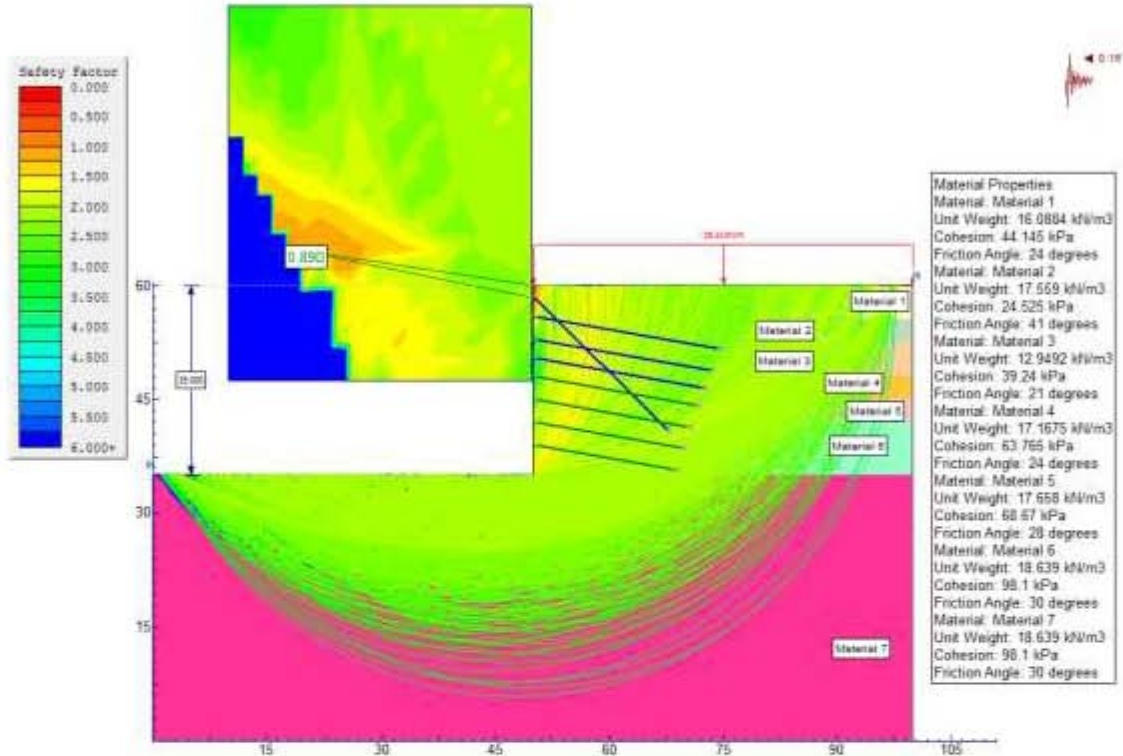 Safety Factor
0.000
0.500
1.000
1.500
2.000
2.500
3.000
3.500
4.000
4.500
5.000
5.500
6.000+
0.890
60
45
30
15
15
30
45
60
75
90
105
Material 1
Material 2
Material 3
Material 4
Material 5
Material 6
Material 7
Material Properties
Material: Material 1
Unit Weight: 16.0884 kN/m3
Cohesion: 44.145 kPa
Friction Angle: 24 degrees
Material: Material 2
Unit Weight: 17.559 kN/m3
Cohesion: 24.525 kPa
Friction Angle: 41 degrees
Material: Material 3
Unit Weight: 12.9492 kN/m3
Cohesion: 39.24 kPa
Friction Angle: 21 degrees
Material: Material 4
Unit Weight: 17.1675 kN/m3
Cohesion: 63.765 kPa
Friction Angle: 24 degrees
Material: Material 5
Unit Weight: 17.658 kN/m3
Cohesion: 68.67 kPa
Friction Angle: 28 degrees
Material: Material 6
Unit Weight: 18.639 kN/m3
Cohesion: 98.1 kPa
Friction Angle: 30 degrees
Material: Material 7
Unit Weight: 18.639 kN/m3
Cohesion: 98.1 kPa
Friction Angle: 30 degrees